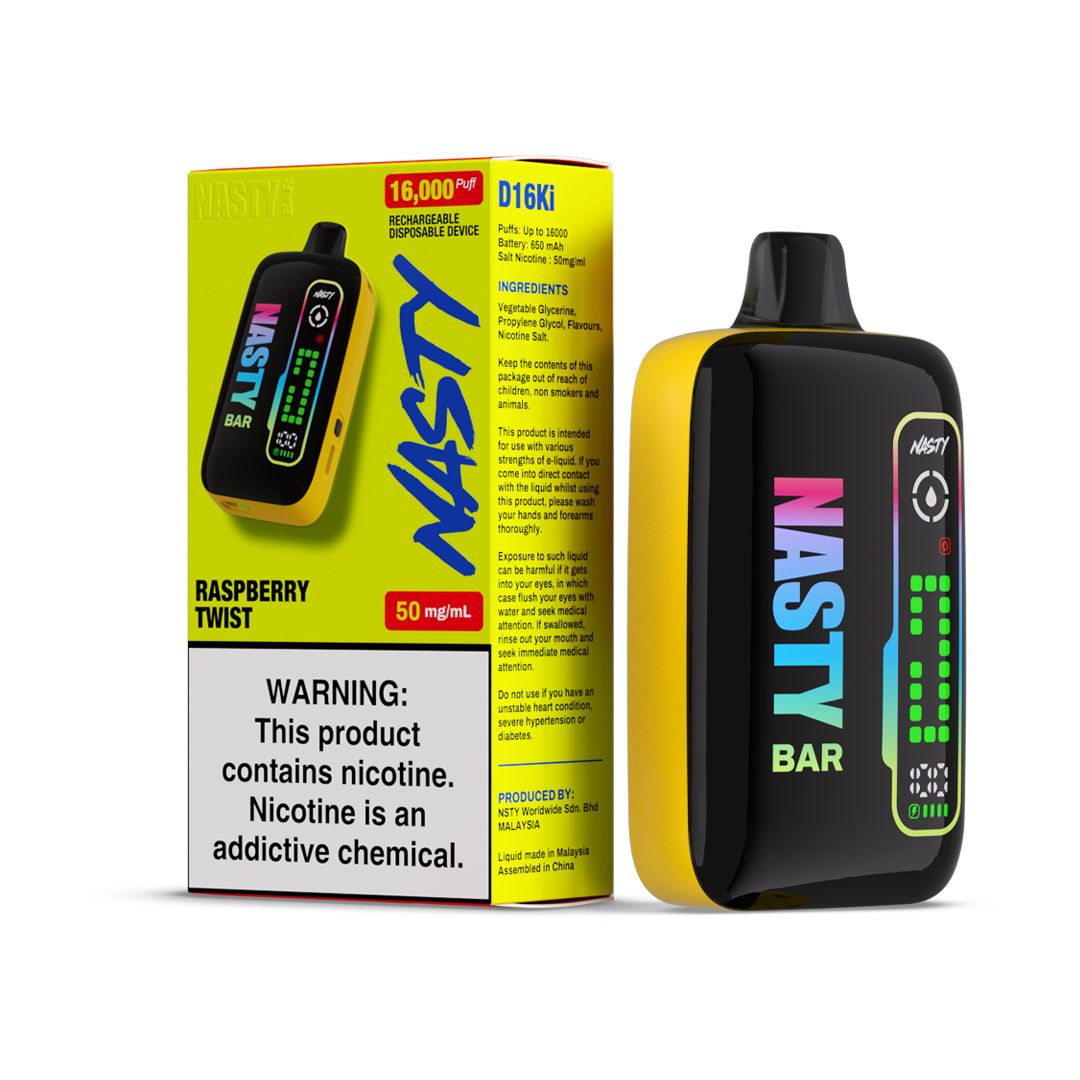 NASTY BAR
16,000 Puff
RECHARGEABLE
DISPOSABLE DEVICE
NASTY
NASTY
BAR
NASTY
RASPBERRY
TWIST
50 mg/mL
WARNING:
This product
contains nicotine.
Nicotine is an
addictive chemical.
D16Ki
Puffs: Up to 16000
Battery: 650 mAh
Salt Nicotine : 50mg/ml
INGREDIENTS
Vegetable Glycerine,
Propylene Glycol, Flavours,
Nicotine Salt.
Keep the contents of this
package out of reach of
children, non smokers and
animals.
This product is intended
for use with various
strengths of e-liquid. If you
come into direct contact
with the liquid whilst using
this product, please wash
your hands and forearms
thoroughly.
Exposure to such liquid
can be harmful if it gets
into your eyes, in which
case flush your eyes with
water and seek medical
attention. If swallowed,
rinse out your mouth and
seek immediate medical
attention.
Do not use if you have an
unstable heart condition,
severe hypertension or
diabetes.
PRODUCED BY:
NSTY Worldwide Sdn. Bhd
MALAYSIA
Liquid made in Malaysia
Assembled in China
NASTY
NASTY
BAR
88